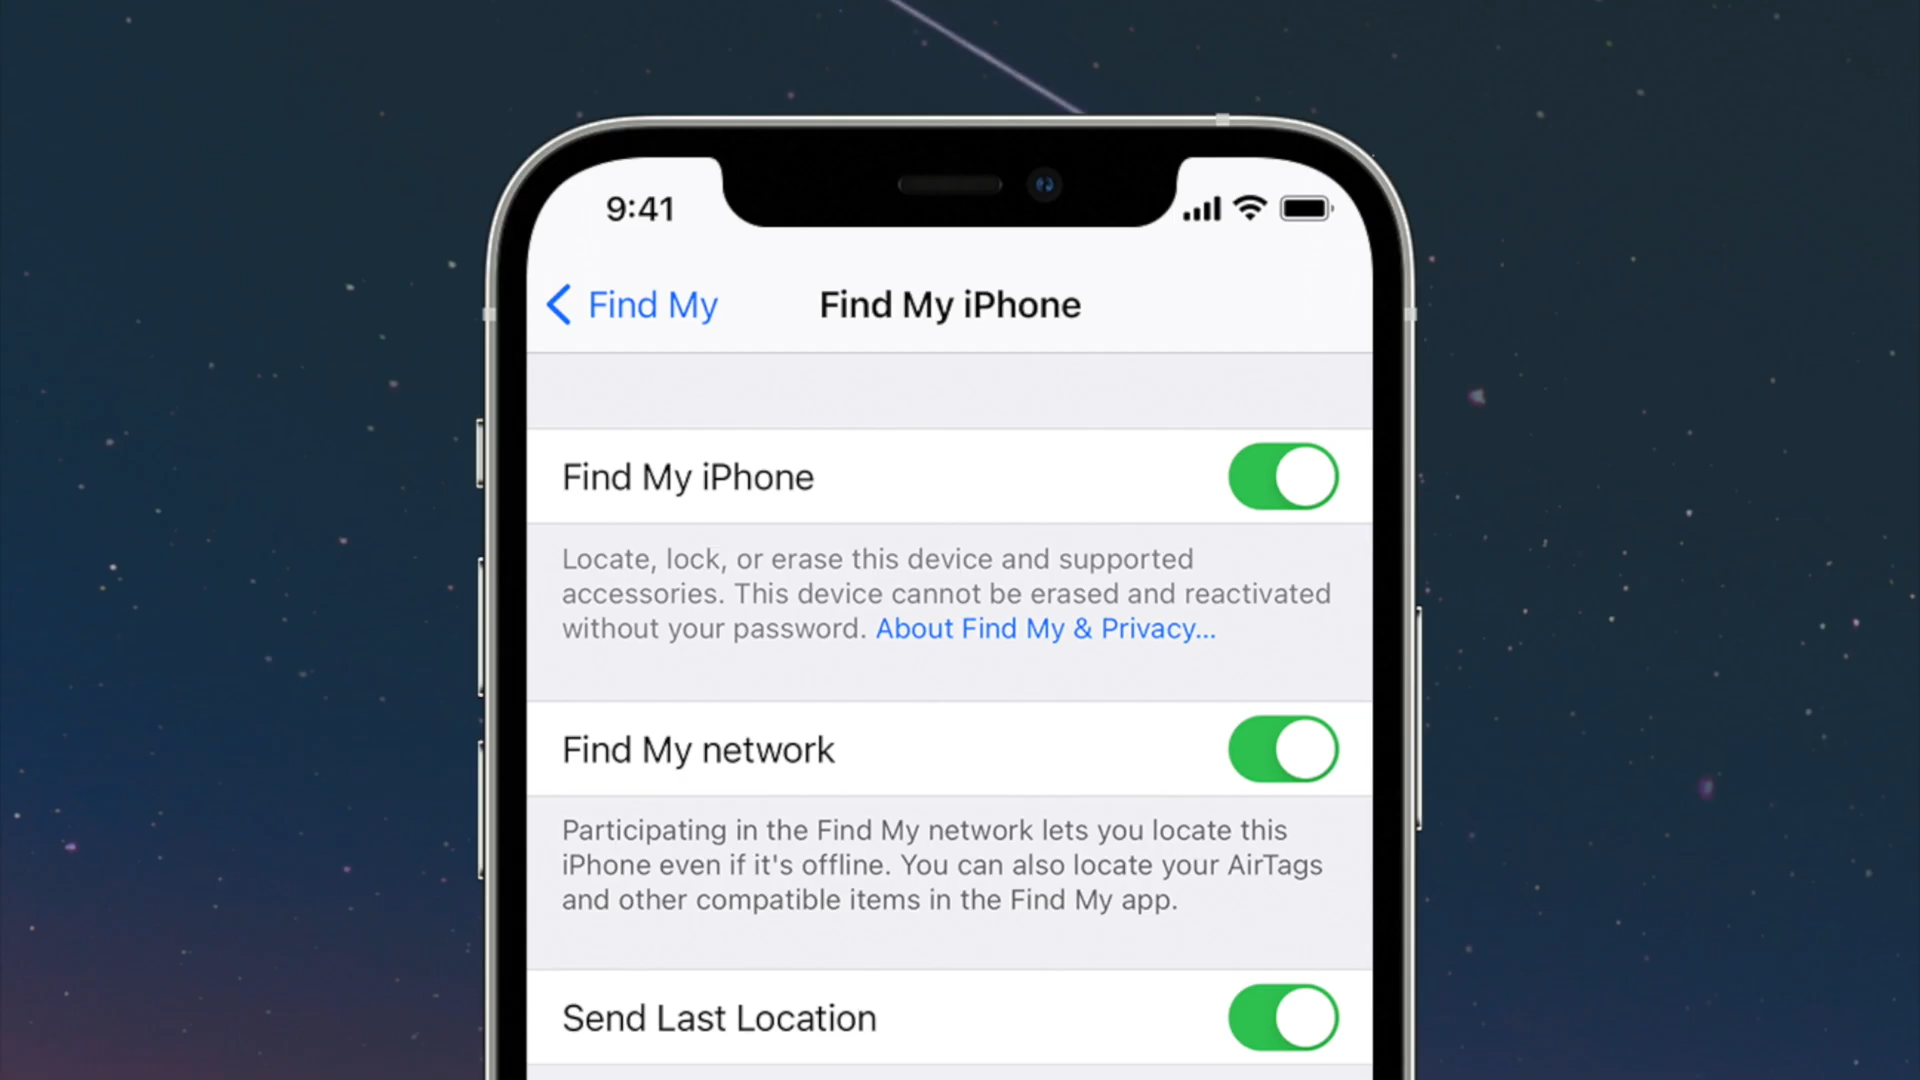 9:41
Find My
Find My iPhone
Find My iPhone
Locate, lock, or erase this device and supported
accessories. This device cannot be erased and reactivated
without your password. About Find My & Privacy...
Find My network
Participating in the Find My network lets you locate this
iPhone even if it's offline. You can also locate your AirTags
and other compatible items in the Find My app.
Send Last Location